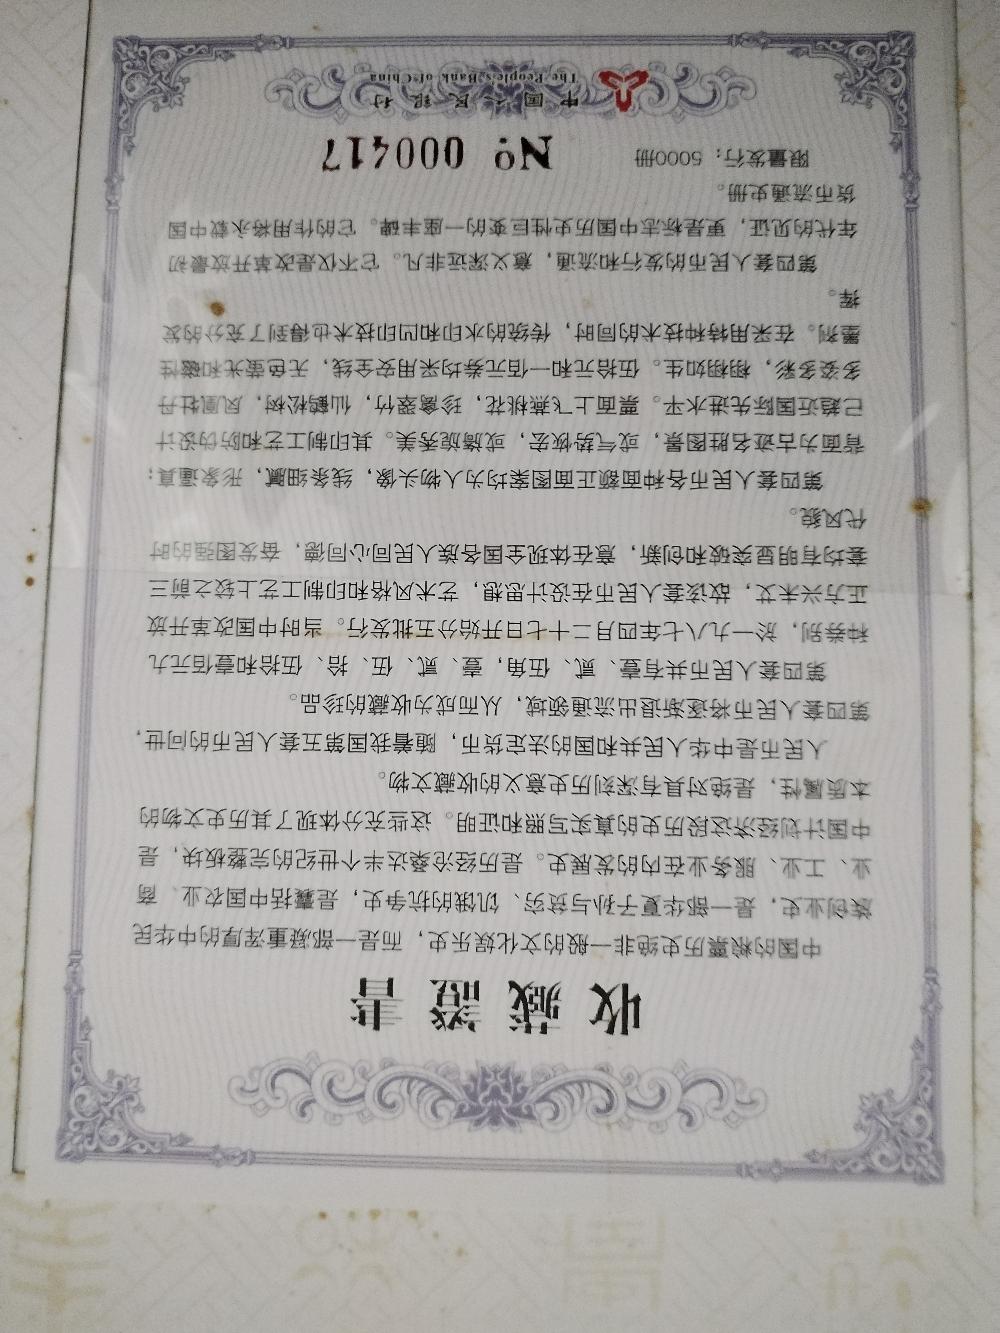 收藏證書
中国的粮票历史绝非一般的文化娱乐史，而是一部凝重浑厚的中华民
族创业史，是一部华夏子孙与贫穷、饥饿的抗争史，是囊括中国农业、商
业、工业、服务业在内的发展史。是历经沧桑达半个世纪的完整板块，是
中国计划经济这段历史的真实写照和证明。这些充分体现了其历史文物的
本质属性，是绝对具有深刻历史意义的收藏文物。
人民币是中华人民共和国的法定货币，随着我国第五套人民币的问世，
第四套人民币将逐渐退出流通领域，从而成为收藏的珍品。
第四套人民币共有壹、贰、伍角，壹、贰、伍、拾、伍拾和壹佰元九
种券别，於一九八七年四月二十七日开始分五批发行。当时中国改革开放
正方兴未艾，故该套人民币在设计思想，艺术风格和印制工艺上较之前三
套均有明显突破和创新，意在体现全国各族人民同心同德，奋发图强的时
代风貌。
第四套人民币各种面额正面图案均为人物头像，线条细腻，形象逼真；
背面为古迹名胜图景，或气势恢宏，或旖旎秀美。其印制工艺和防伪设计
已趋近国际先进水平。票面上飞燕桃花，珍禽翠竹，仙鹤松树，凤凰牡丹
多姿多彩，栩栩如生。伍拾元和一佰元券均采用安全线，无色荧光和磁性
墨剂。在采用特种技术的同时，传统的水印和凹印技术也得到了充分的发
挥。
第四套人民币的发行和流通，意义深远非凡。它不仅是改革开放最初
年代的见证，更是标志中国历史性巨变的一座丰碑。它的作用将永载中国
货币流通史册。
限量发行：5000册 No 000417
中国人民银行
The People's Bank of China